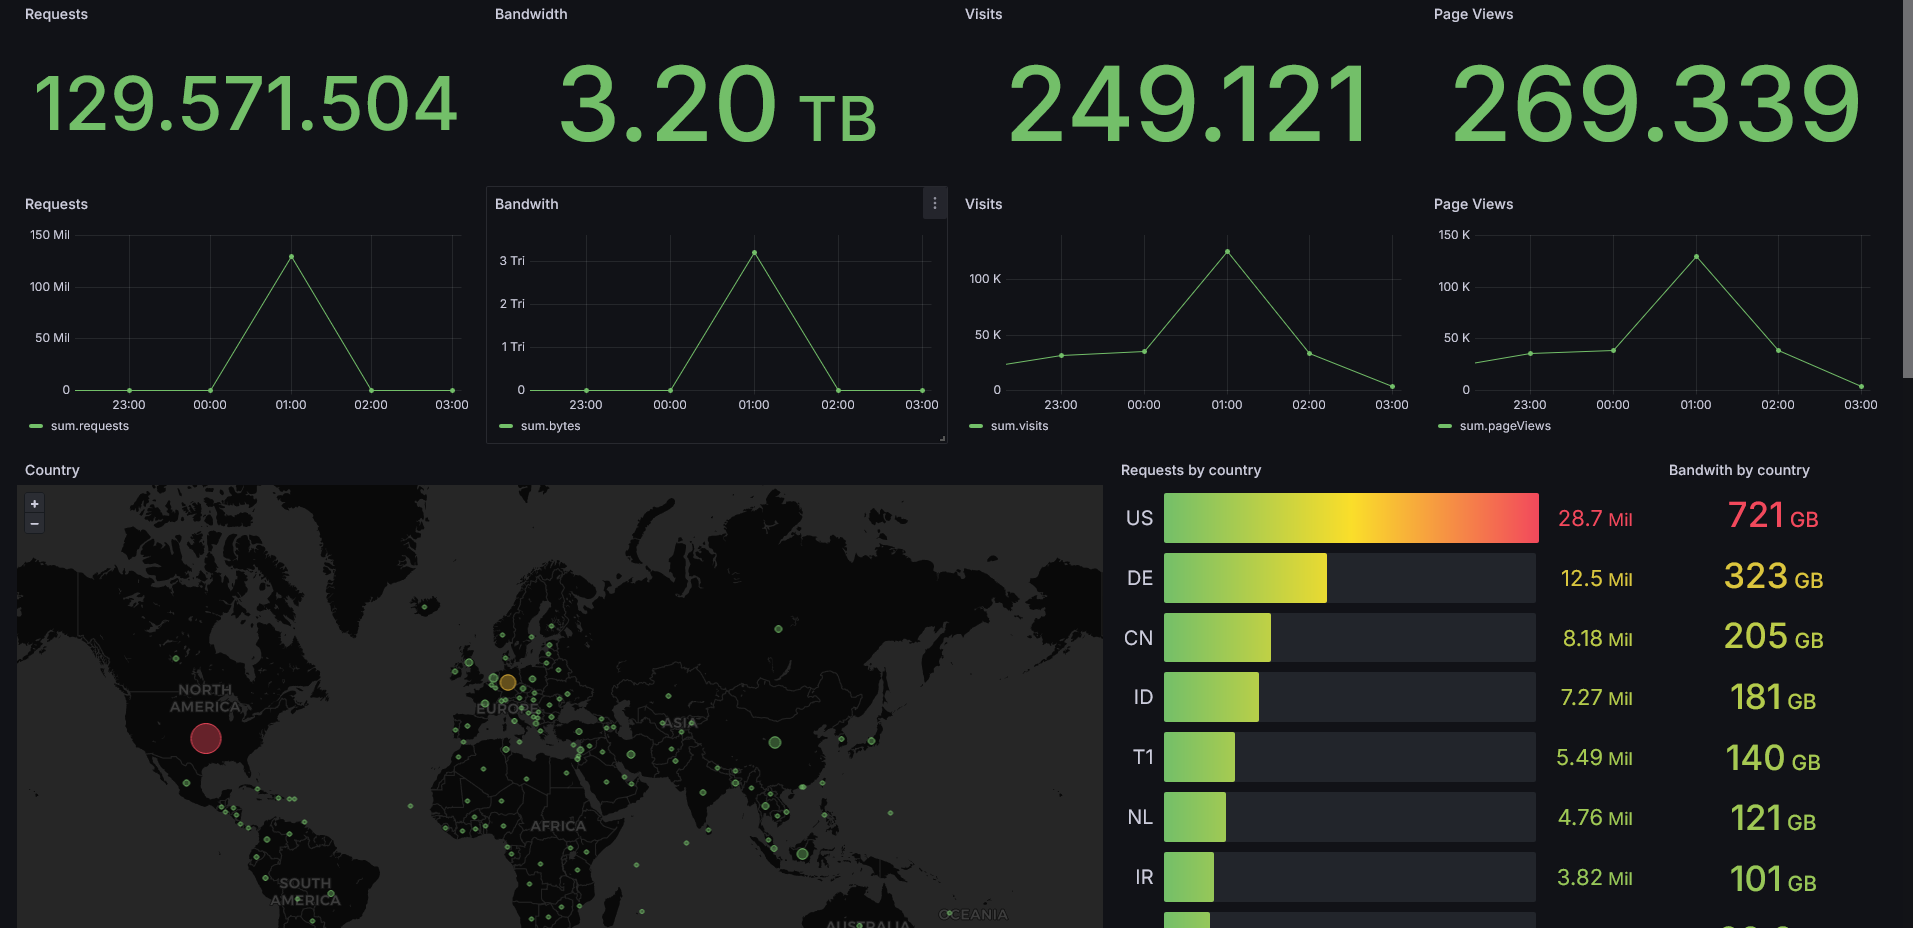 Requests
Bandwidth
Visits
Page Views
129.571.504
3.20 TB
249.121
269.339
Requests
150 Mil
100 Mil
50 Mil
0
23:00 00:00 01:00 02:00 03:00
sum.requests
Bandwith
3 Tri
2 Tri
1 Tri
0
23:00 00:00 01:00 02:00 03:00
sum.bytes
Visits
100 K
50 K
0
23:00 00:00 01:00 02:00 03:00
sum.visits
Page Views
150 K
100 K
50 K
0
23:00 00:00 01:00 02:00 03:00
sum.pageViews
Country
+
−
NORTH
AMERICA
EUROPE
ASIA
AFRICA
SOUTH
AMERICA
OCEANIA
AUSTRALIA
Requests by country
US 28.7 Mil
DE 12.5 Mil
CN 8.18 Mil
ID 7.27 Mil
T1 5.49 Mil
NL 4.76 Mil
IR 3.82 Mil
Bandwith by country
721 GB
323 GB
205 GB
181 GB
140 GB
121 GB
101 GB